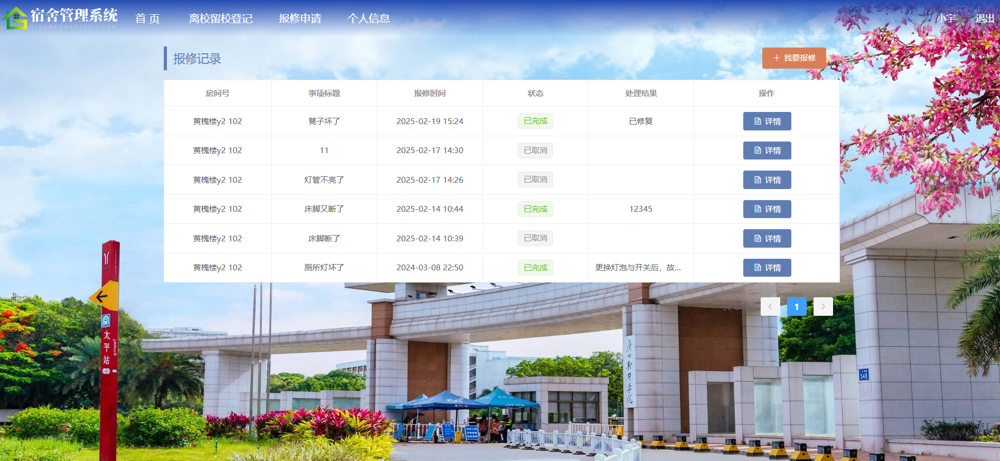 宿舍管理系统
XIUSHEGUANLIXITONG
首 页 离校留校登记 报修申请 个人信息 小宇 退出
报修记录
我要报修
房间号 事项标题 报修时间 状态 处理结果 操作
黄槐楼y2 102 凳子坏了 2025-02-19 15:24 已完成 已修复 详情
黄槐楼y2 102 11 2025-02-17 14:30 已取消 详情
黄槐楼y2 102 灯管不亮了 2025-02-17 14:26 已取消 详情
黄槐楼y2 102 床脚又断了 2025-02-14 10:44 已完成 12345 详情
黄槐楼y2 102 床脚断了 2025-02-14 10:39 已取消 详情
黄槐楼y2 102 厕所灯坏了 2024-03-08 22:50 已完成 更换灯泡与开关后，故... 详情
共 6 条 1
太平站
Taiping
548